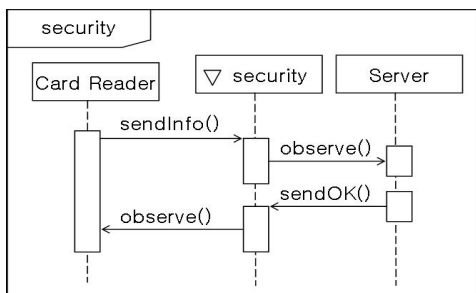 security
Card Reader
▽ security
Server
sendInfo()
observe()
sendOK()
observe()